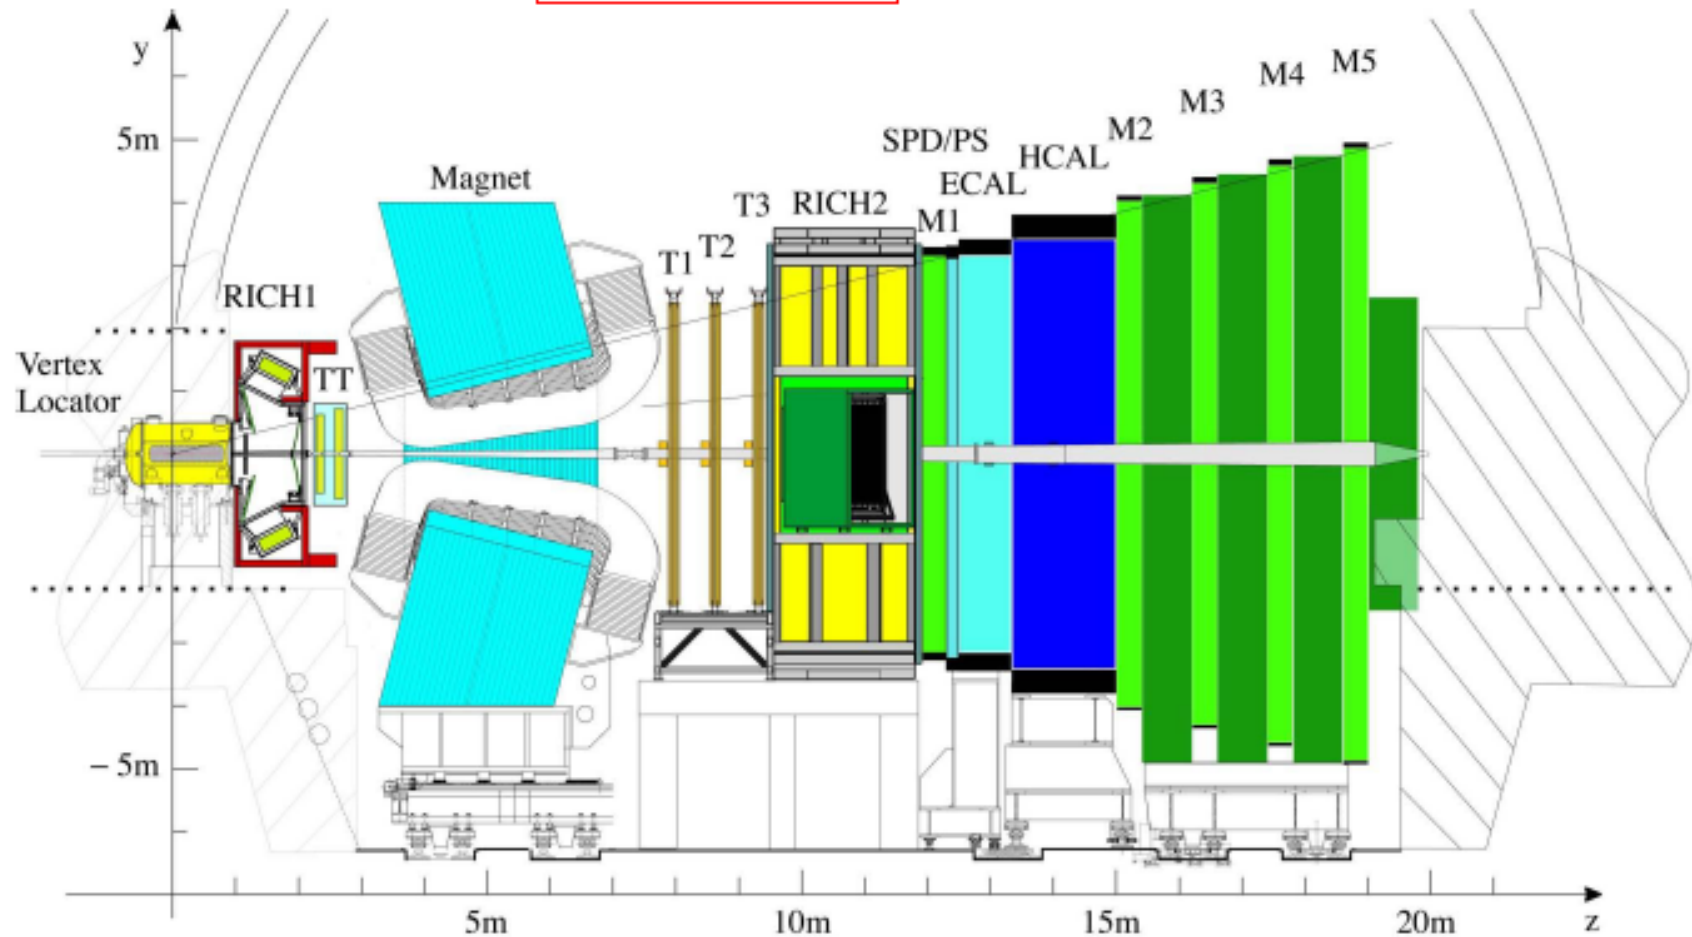 y
5m
Magnet
RICH1
Vertex
Locator
TT
T1
T2
T3
RICH2
M1
SPD/PS
ECAL
HCAL
M2
M3
M4
M5
− 5m
5m
10m
15m
20m
z